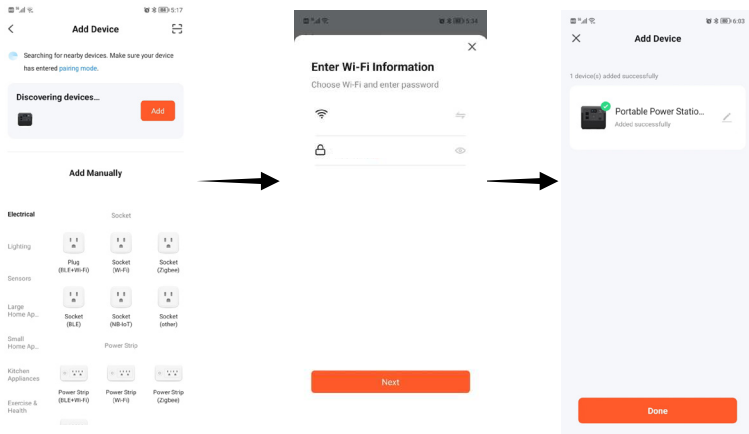 5:17
Add Device
Searching for nearby devices. Make sure your device
has entered pairing mode.
Discovering devices...
Add
Add Manually
Electrical
Socket
Lighting
Plug
(BLE+Wi-Fi)
Socket
(Wi-Fi)
Socket
(Zigbee)
Sensors
Large
Home Ap...
Socket
(BLE)
Socket
(NB-IoT)
Socket
(other)
Small
Home Ap...
Power Strip
Kitchen
Appliances
Power Strip
(BLE+Wi-Fi)
Power Strip
(Wi-Fi)
Power Strip
(Zigbee)
Exercise &
Health
5:34
Enter Wi-Fi Information
Choose Wi-Fi and enter password
Next
6:03
Add Device
1 device(s) added successfully
Portable Power Statio...
Added successfully
Done